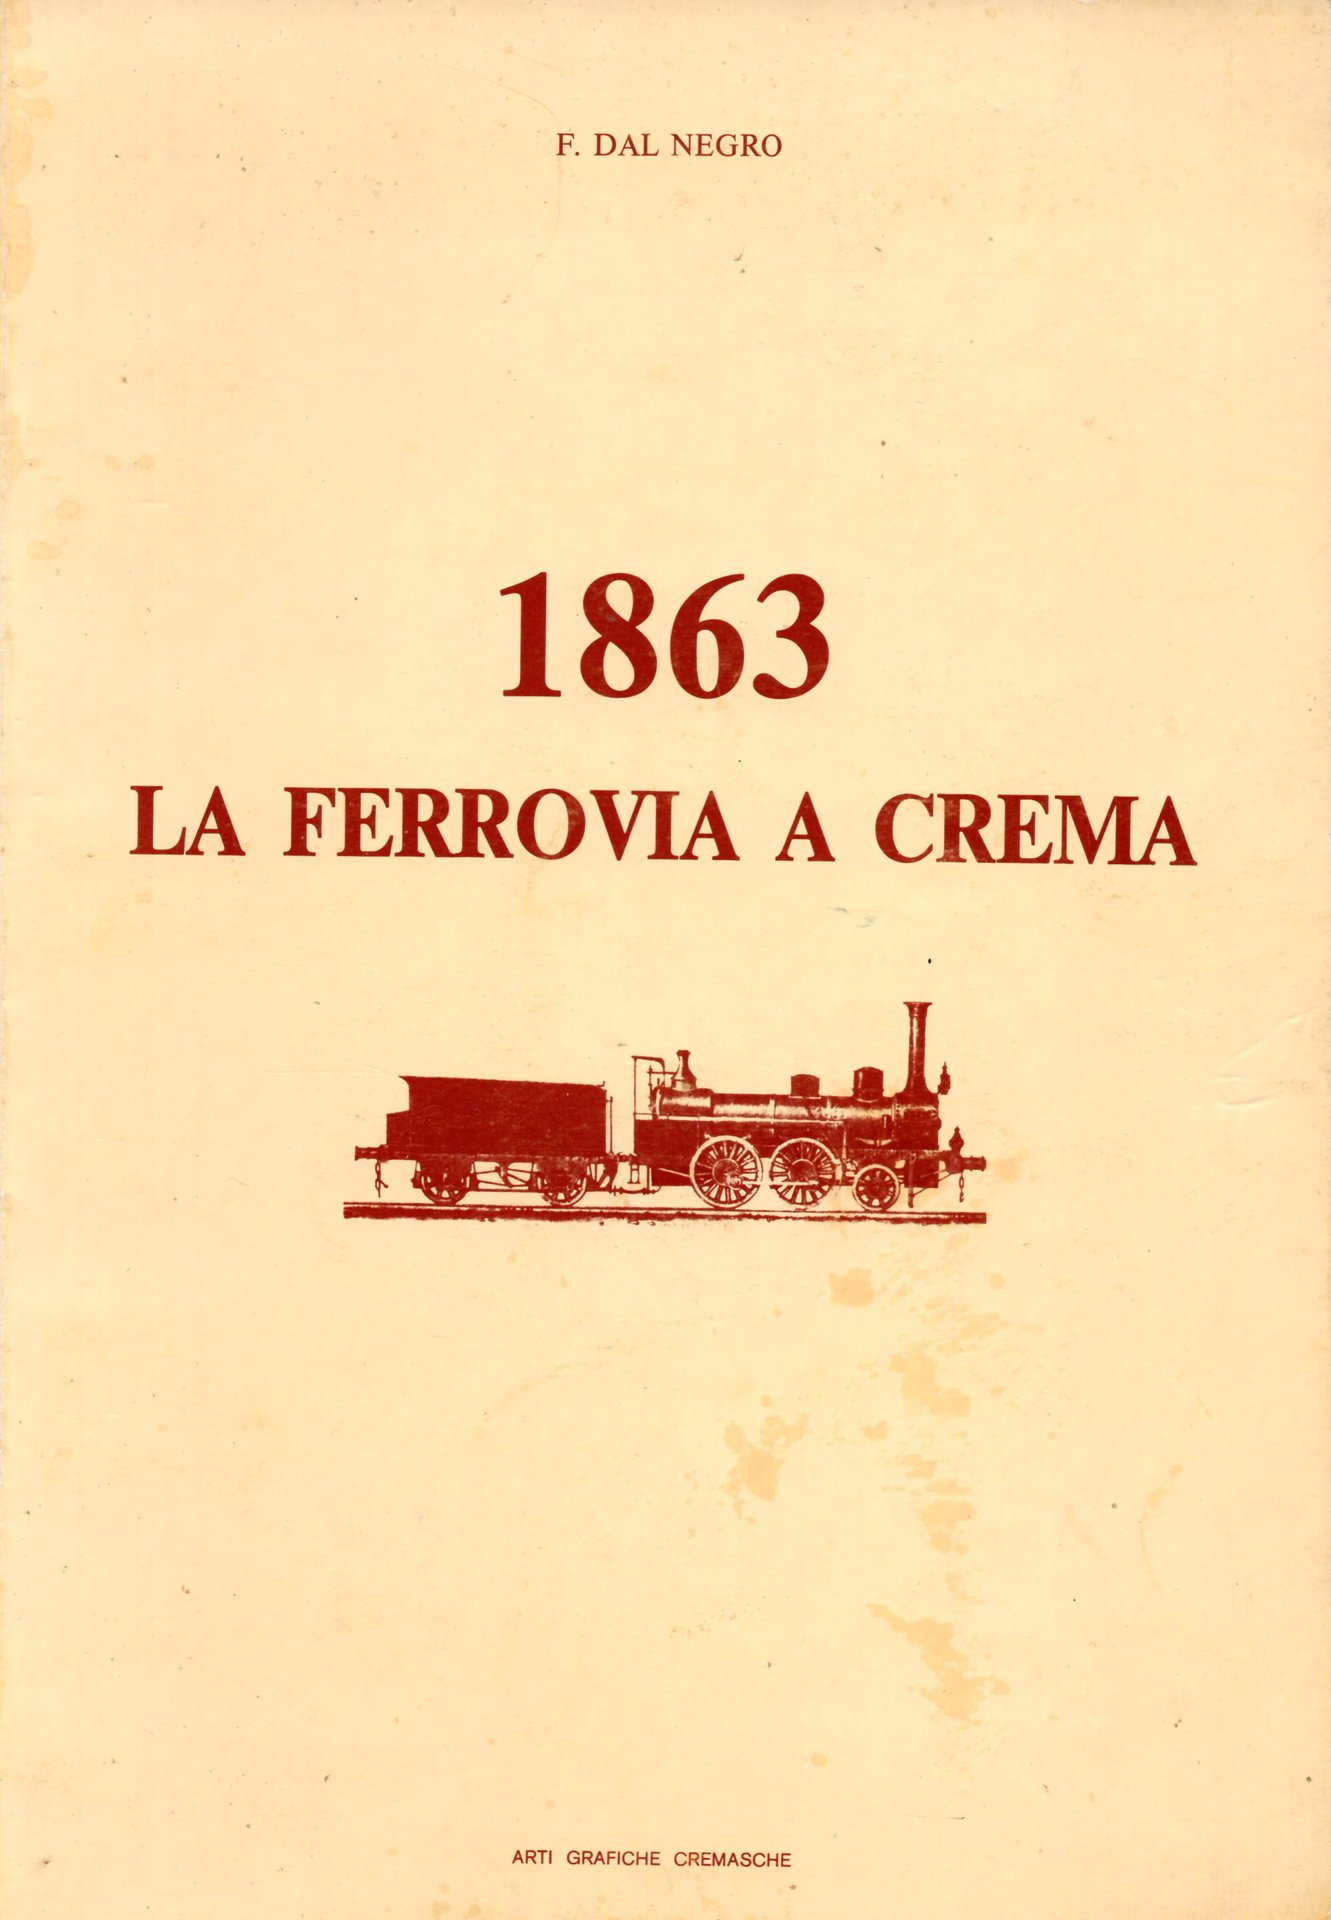 F. DAL NEGRO
1863
LA FERROVIA A CREMA
ARTI GRAFICHE CREMASCHE